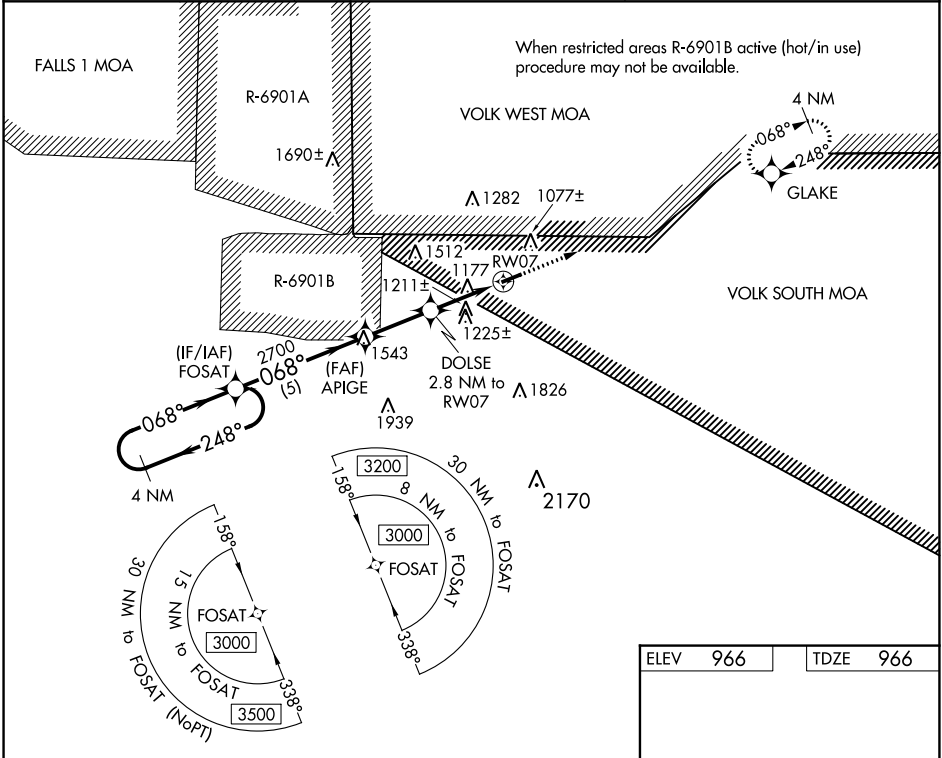 When restricted areas R-6901B active (hot/in use)
procedure may not be available.
FALLS 1 MOA
R-6901A
VOLK WEST MOA
4 NM
068°
248°
GLAKE
1690±
1282
1077±
1512
RW07
1177
R-6901B
1211±
VOLK SOUTH MOA
1225±
(IF/IAF)
FOSAT
2700
068°
(5)
1543
(FAF)
APIGE
DOLSE
2.8 NM to
RW07
1826
1939
068°
248°
4 NM
2170
3200
30 NM to FOSAT
158°
8 NM to FOSAT
3000
FOSAT
338°
158°
30 NM to FOSAT (NoPT)
15 NM to FOSAT
FOSAT
3000
3500
338°
ELEV 966
TDZE 966